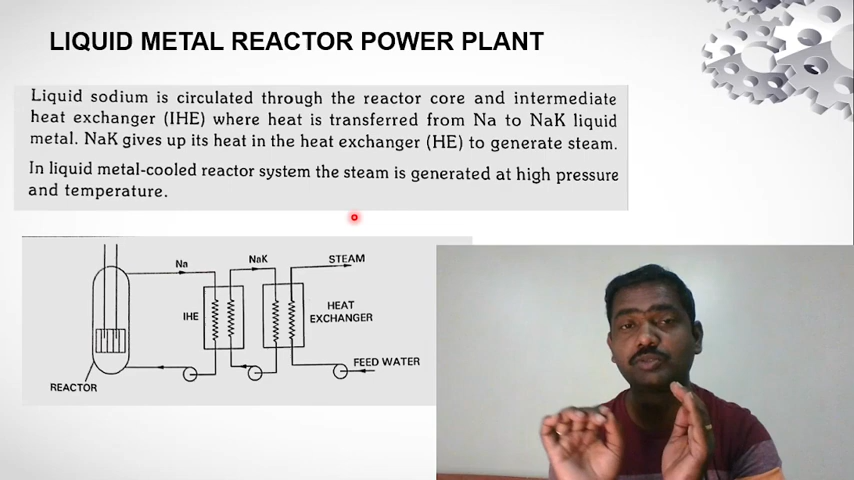 LIQUID METAL REACTOR POWER PLANT
Liquid sodium is circulated through the reactor core and intermediate
heat exchanger (IHE) where heat is transferred from Na to NaK liquid
metal. NaK gives up its heat in the heat exchanger (HE) to generate steam.
In liquid metal-cooled reactor system the steam is generated at high pressure
and temperature.
Na
NaK
STEAM
IHE
HEAT
EXCHANGER
FEED WATER
REACTOR